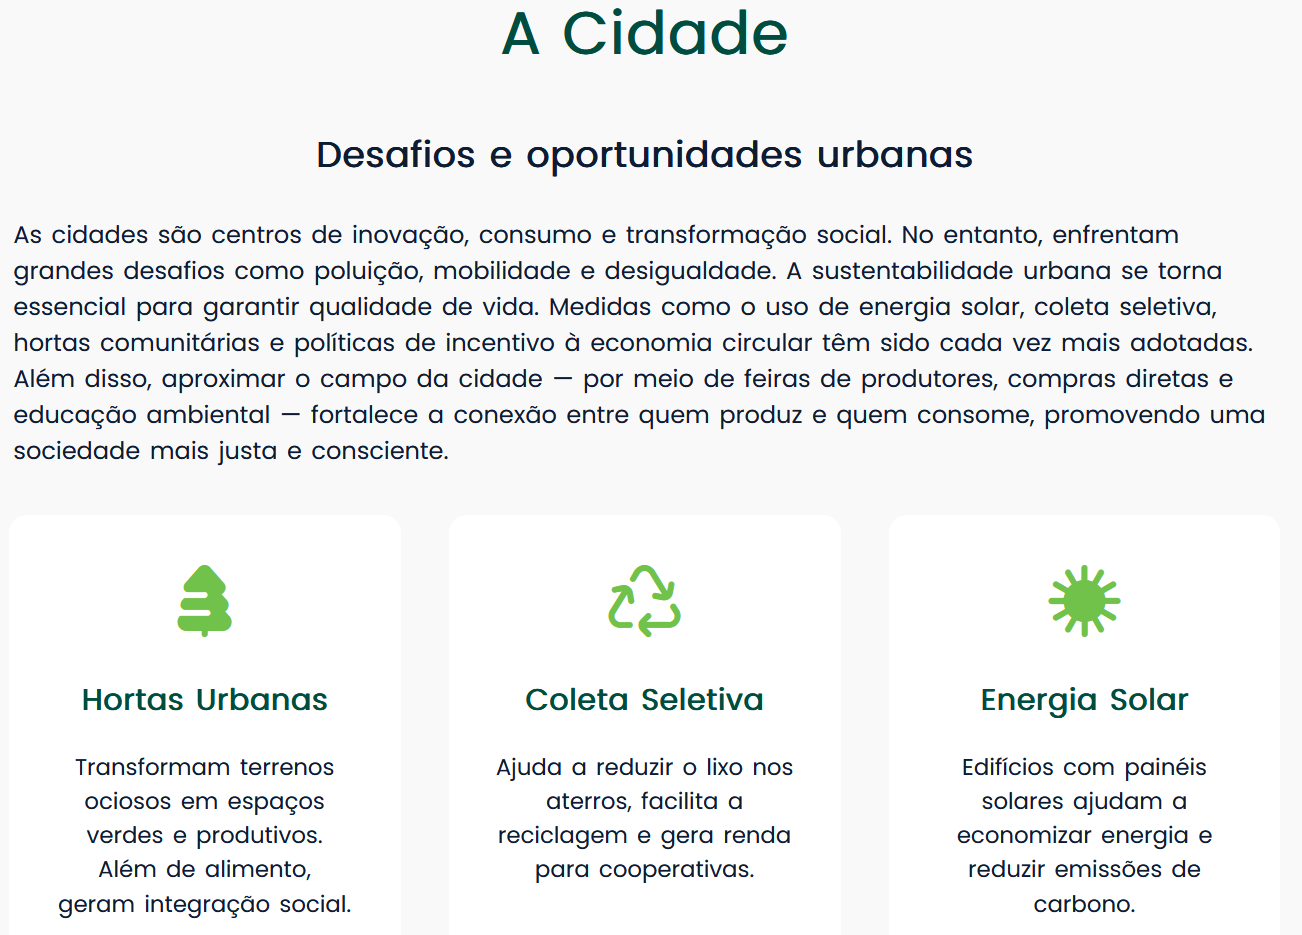 A Cidade
Desafios e oportunidades urbanas
As cidades são centros de inovação, consumo e transformação social. No entanto, enfrentam
grandes desafios como poluição, mobilidade e desigualdade. A sustentabilidade urbana se torna
essencial para garantir qualidade de vida. Medidas como o uso de energia solar, coleta seletiva,
hortas comunitárias e políticas de incentivo à economia circular têm sido cada vez mais adotadas.
Além disso, aproximar o campo da cidade — por meio de feiras de produtores, compras diretas e
educação ambiental — fortalece a conexão entre quem produz e quem consome, promovendo uma
sociedade mais justa e consciente.
Hortas Urbanas
Transformam terrenos
ociosos em espaços
verdes e produtivos.
Além de alimento,
geram integração social.
Coleta Seletiva
Ajuda a reduzir o lixo nos
aterros, facilita a
reciclagem e gera renda
para cooperativas.
Energia Solar
Edifícios com painéis
solares ajudam a
economizar energia e
reduzir emissões de
carbono.